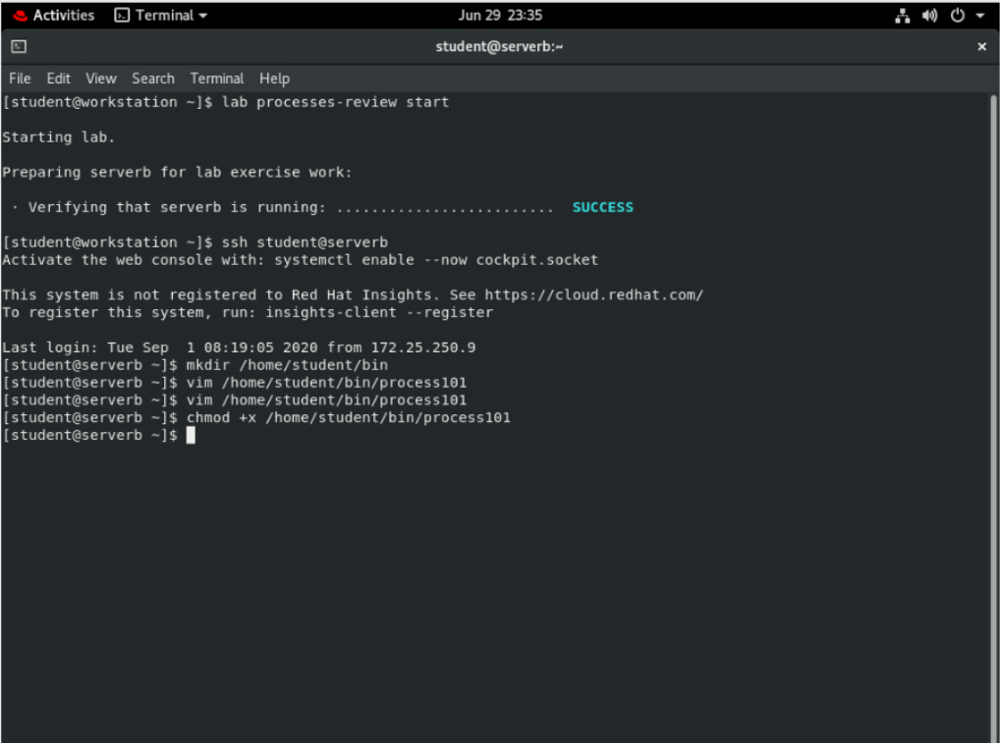 Activities Terminal Jun 29 23:35
student@serverb:~ ×
File Edit View Search Terminal Help
[student@workstation ~]$ lab processes-review start
Starting lab.
Preparing serverb for lab exercise work:
· Verifying that serverb is running: ......................... SUCCESS
[student@workstation ~]$ ssh student@serverb
Activate the web console with: systemctl enable --now cockpit.socket
This system is not registered to Red Hat Insights. See https://cloud.redhat.com/
To register this system, run: insights-client --register
Last login: Tue Sep  1 08:19:05 2020 from 172.25.250.9
[student@serverb ~]$ mkdir /home/student/bin
[student@serverb ~]$ vim /home/student/bin/process101
[student@serverb ~]$ vim /home/student/bin/process101
[student@serverb ~]$ chmod +x /home/student/bin/process101
[student@serverb ~]$